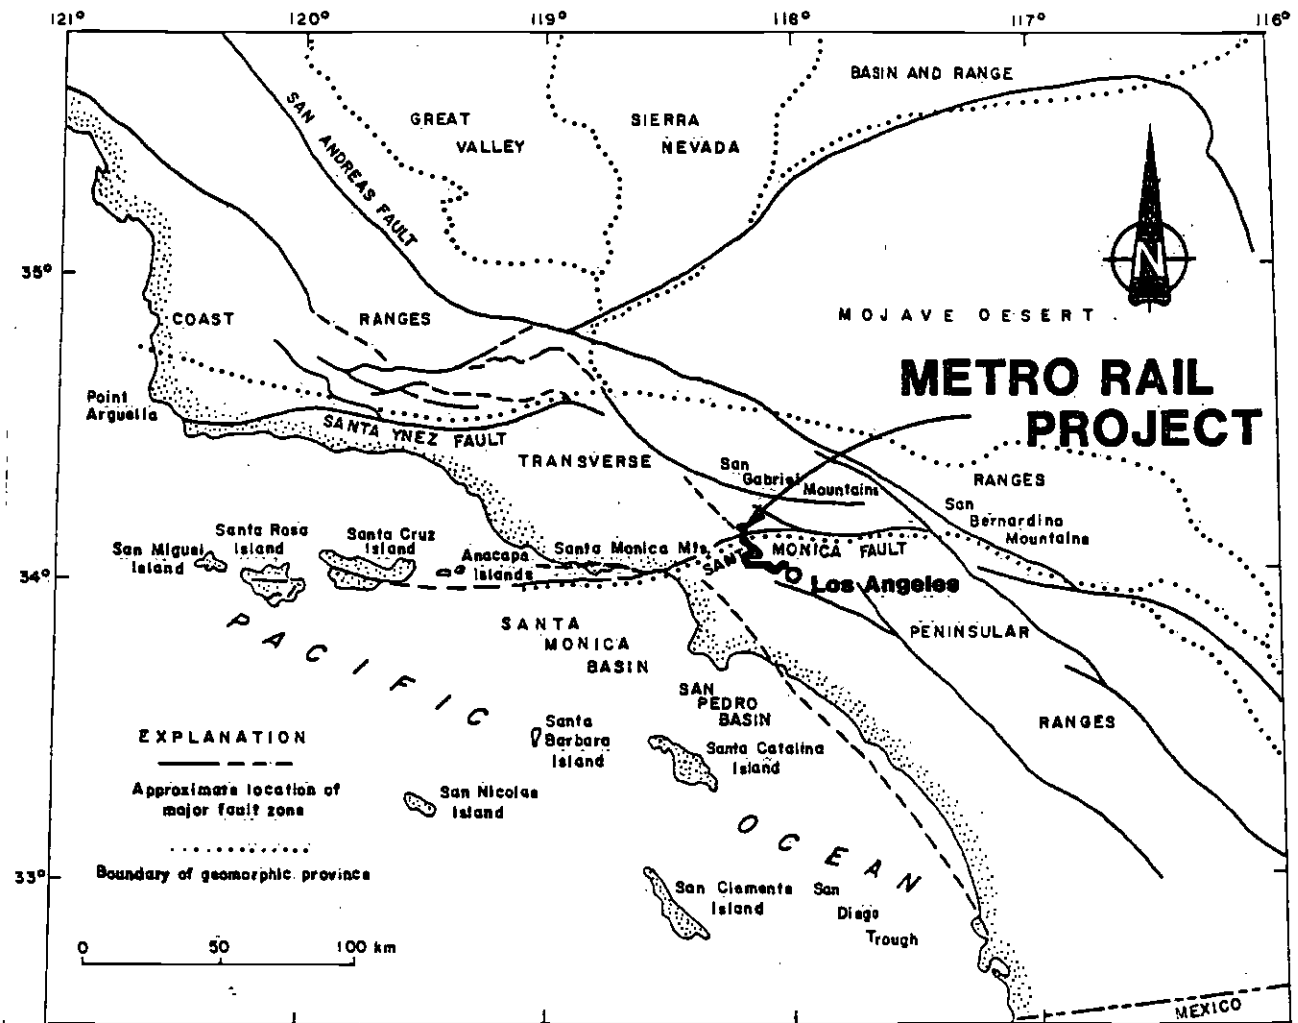 121° 120° 119° 118° 117° 116°
BASIN AND RANGE
SAN ANDREAS FAULT
GREAT
VALLEY
SIERRA
NEVADA
N
35°
COAST RANGES
MOJAVE DESERT
METRO RAIL
PROJECT
Point
Arguello
SANTA YNEZ FAULT
TRANSVERSE
RANGES
San
Gabriel
Mountains
San
Bernardino
Mountains
Santa Rosa
Island
Santa Cruz
Island
San Miguel
Island
Anacapa
Islands
Santa Monica Mts.
SANTA MONICA FAULT
34°
Los Angeles
PACIFIC
SANTA
MONICA
BASIN
PENINSULAR
RANGES
SAN
PEDRO
BASIN
Santa
Barbara
Island
Santa Catalina
Island
San Nicolas
Island
OCEAN
EXPLANATION
Approximate location of
major fault zone
Boundary of geomorphic province
33°
San Clemente
Island
San
Diego
Trough
0 50 100 km
MEXICO